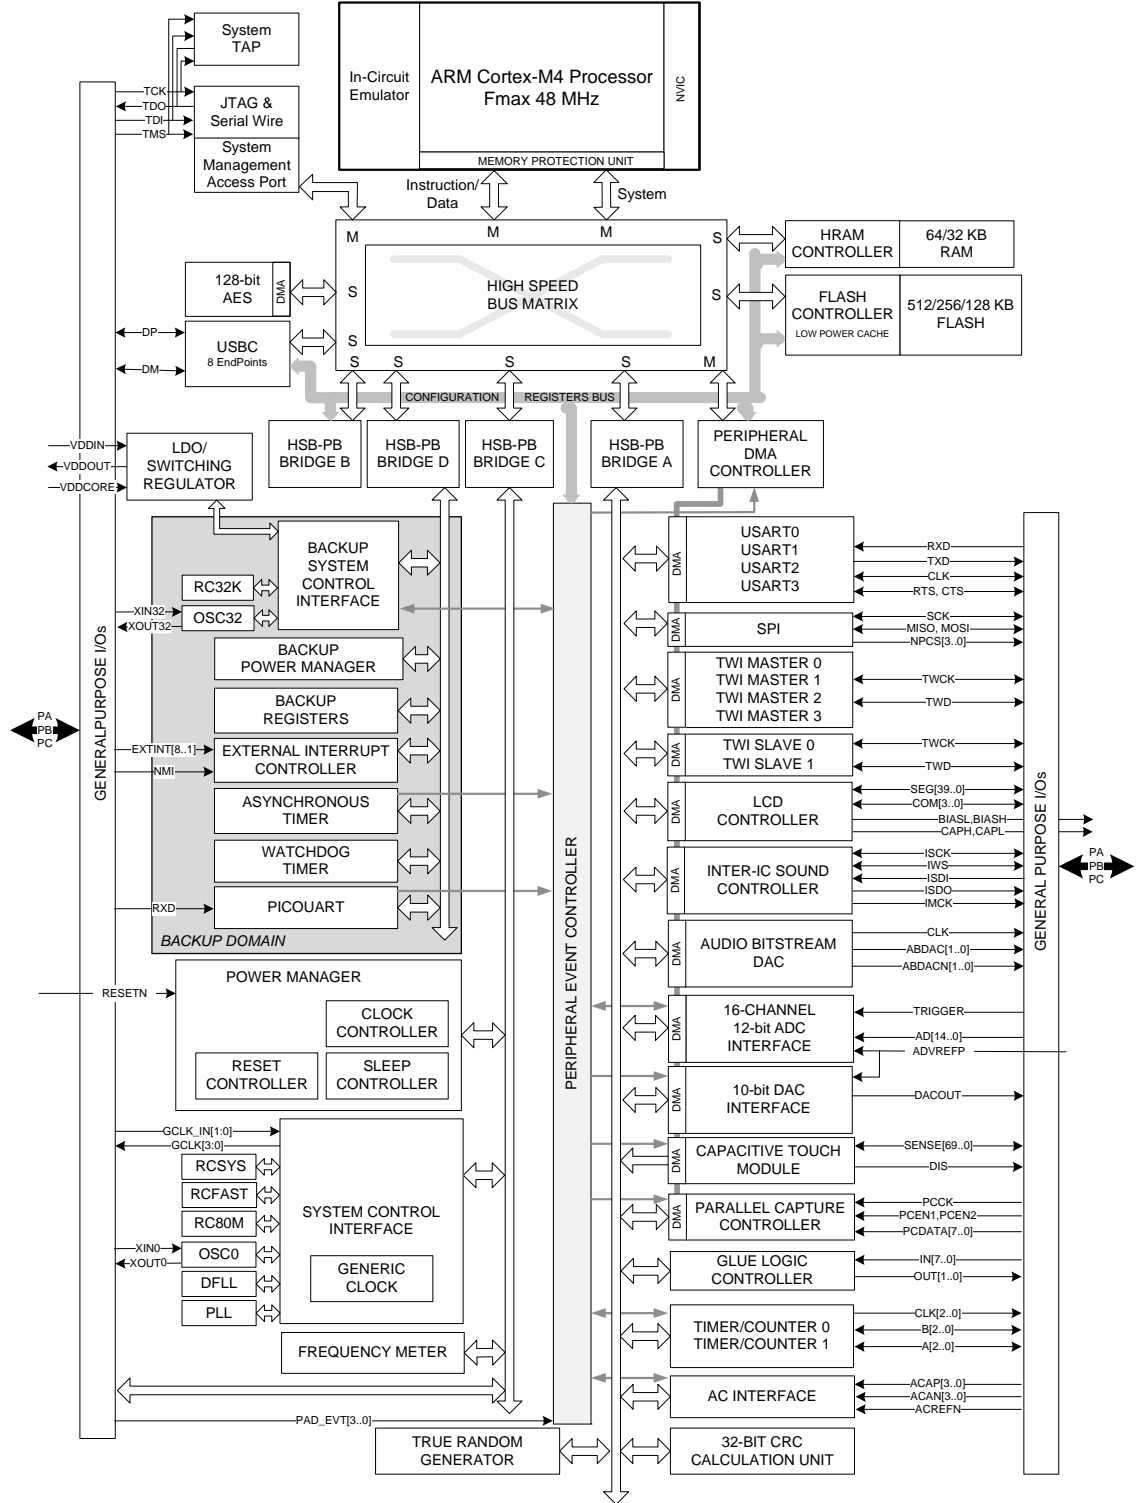 System
TAP
In-Circuit
Emulator
ARM Cortex-M4 Processor
Fmax 48 MHz
NVIC
MEMORY PROTECTION UNIT
TCK
TDO
TDI
TMS
JTAG &
Serial Wire
System
Management
Access Port
Instruction/
Data
System
M
M
M
S
HRAM
CONTROLLER
64/32 KB
RAM
128-bit
AES
DMA
S
HIGH SPEED
BUS MATRIX
S
FLASH
CONTROLLER
LOW POWER CACHE
512/256/128 KB
FLASH
DP
DM
USBC
8 EndPoints
S
S
S
S
S
M
CONFIGURATION
REGISTERS BUS
VDDIN
VDDOUT
VDDCORE
LDO/
SWITCHING
REGULATOR
HSB-PB
BRIDGE B
HSB-PB
BRIDGE D
HSB-PB
BRIDGE C
HSB-PB
BRIDGE A
PERIPHERAL
DMA
CONTROLLER
GENERALPURPOSE I/Os
PA
PB
PC
BACKUP
SYSTEM
CONTROL
INTERFACE
RC32K
XIN32
XOUT32
OSC32
BACKUP
POWER MANAGER
BACKUP
REGISTERS
EXTINT[8..1]
NMI
EXTERNAL INTERRUPT
CONTROLLER
ASYNCHRONOUS
TIMER
WATCHDOG
TIMER
RXD
PICOUART
BACKUP DOMAIN
RESETN
POWER MANAGER
CLOCK
CONTROLLER
RESET
CONTROLLER
SLEEP
CONTROLLER
GCLK_IN[1:0]
GCLK[3:0]
RCSYS
RCFAST
RC80M
XIN0
XOUT0
OSC0
DFLL
PLL
SYSTEM CONTROL
INTERFACE
GENERIC
CLOCK
FREQUENCY METER
PAD_EVT[3..0]
TRUE RANDOM
GENERATOR
PERIPHERAL EVENT CONTROLLER
DMA
USART0
USART1
USART2
USART3
RXD
TXD
CLK
RTS, CTS
DMA
SPI
SCK
MISO, MOSI
NPCS[3..0]
DMA
TWI MASTER 0
TWI MASTER 1
TWI MASTER 2
TWI MASTER 3
TWCK
TWD
DMA
TWI SLAVE 0
TWI SLAVE 1
TWCK
TWD
DMA
LCD
CONTROLLER
SEG[39..0]
COM[3..0]
BIASL,BIASH
CAPH,CAPL
DMA
INTER-IC SOUND
CONTROLLER
ISCK
IWS
ISDI
ISDO
IMCK
DMA
AUDIO BITSTREAM
DAC
CLK
ABDAC[1..0]
ABDACN[1..0]
DMA
16-CHANNEL
12-bit ADC
INTERFACE
TRIGGER
AD[14..0]
ADVREFP
DMA
10-bit DAC
INTERFACE
DACOUT
DMA
CAPACITIVE TOUCH
MODULE
SENSE[69..0]
DIS
DMA
PARALLEL CAPTURE
CONTROLLER
PCCK
PCEN1,PCEN2
PCDATA[7..0]
GLUE LOGIC
CONTROLLER
IN[7..0]
OUT[1..0]
TIMER/COUNTER 0
TIMER/COUNTER 1
CLK[2..0]
B[2..0]
A[2..0]
AC INTERFACE
ACAP[3..0]
ACAN[3..0]
ACREFN
32-BIT CRC
CALCULATION UNIT
GENERAL PURPOSE I/Os
PA
PB
PC